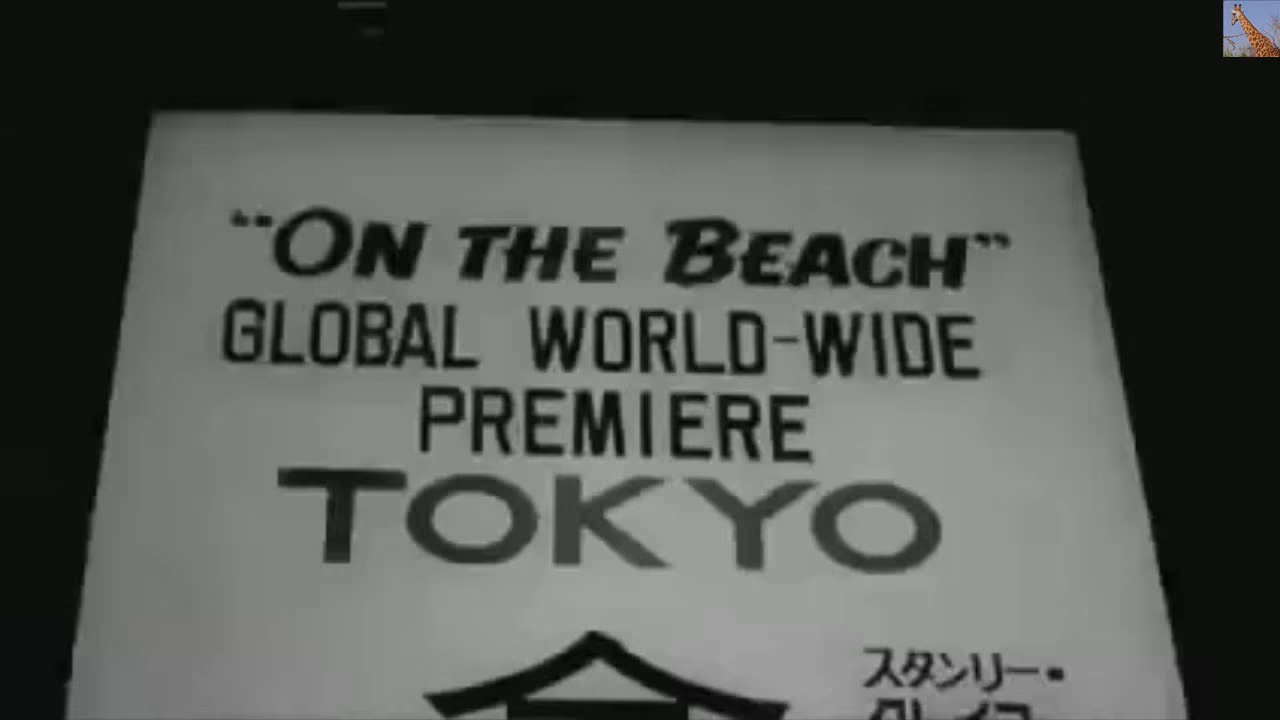 "ON THE BEACH"
GLOBAL WORLD-WIDE
PREMIERE
TOKYO
スタンリー・